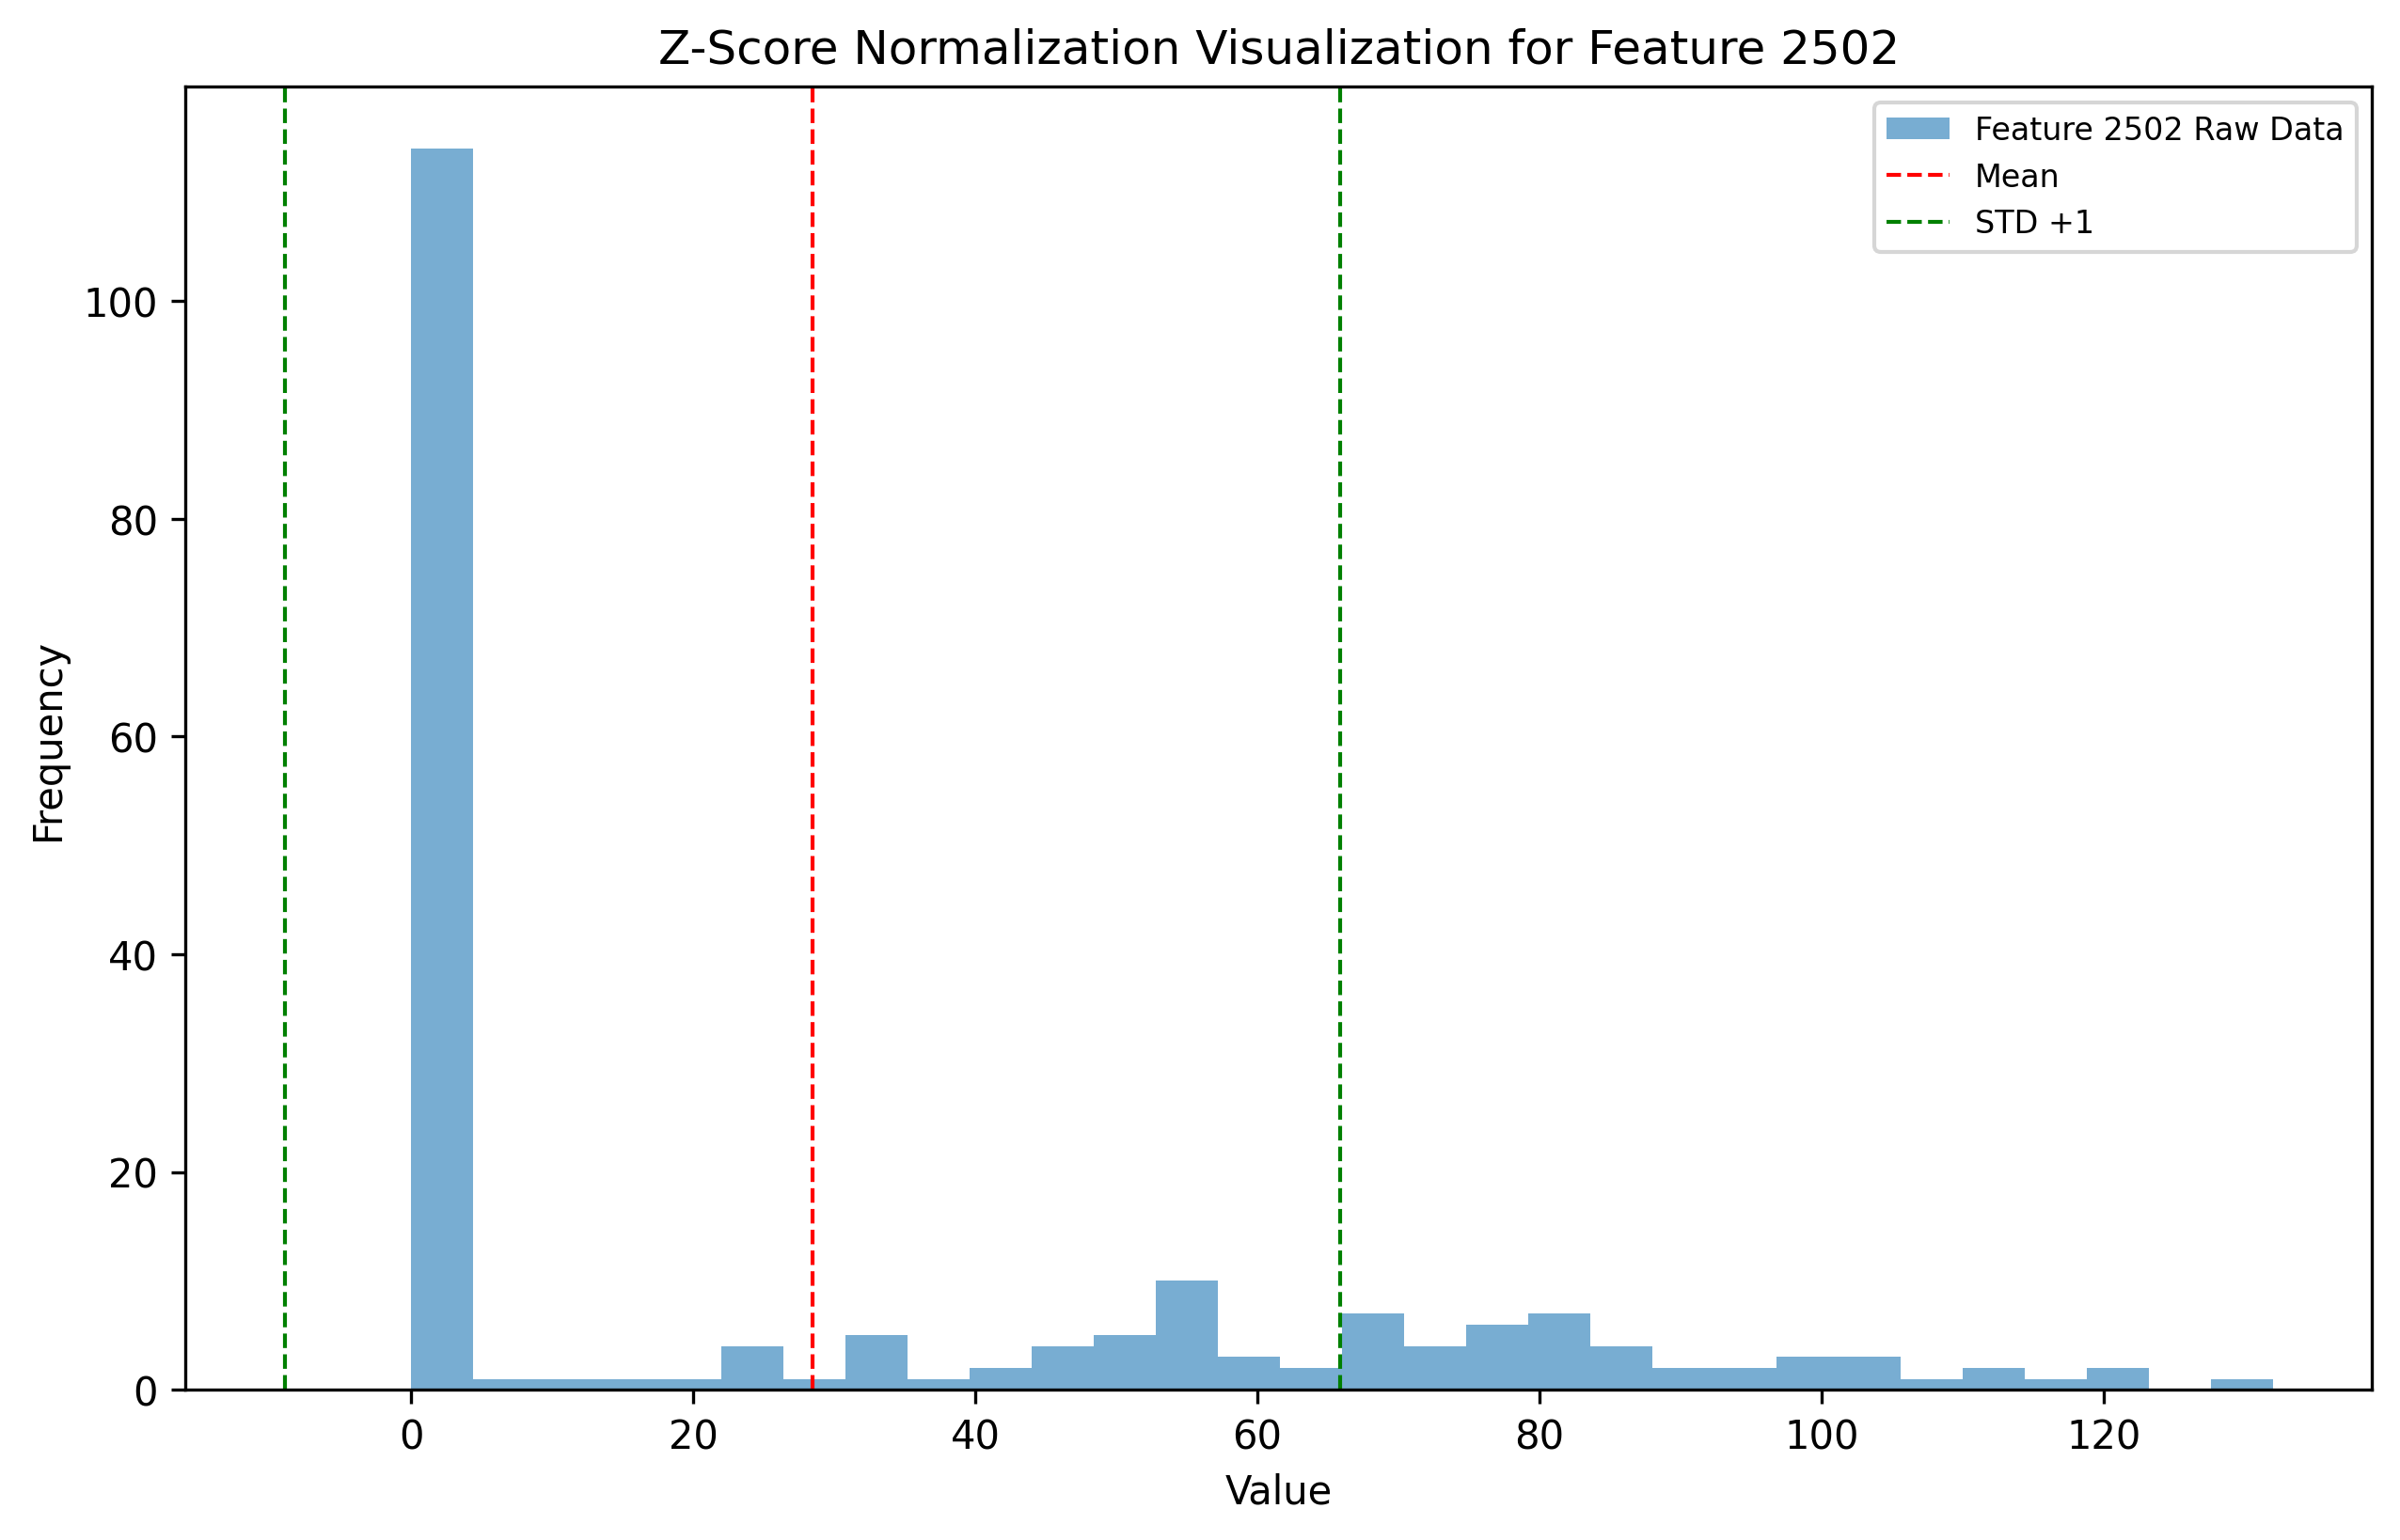 Z-Score Normalization Visualization for Feature 2502
Feature 2502 Raw Data
Mean
STD +1
Frequency
100
80
60
40
20
0
0 20 40 60 80 100 120
Value